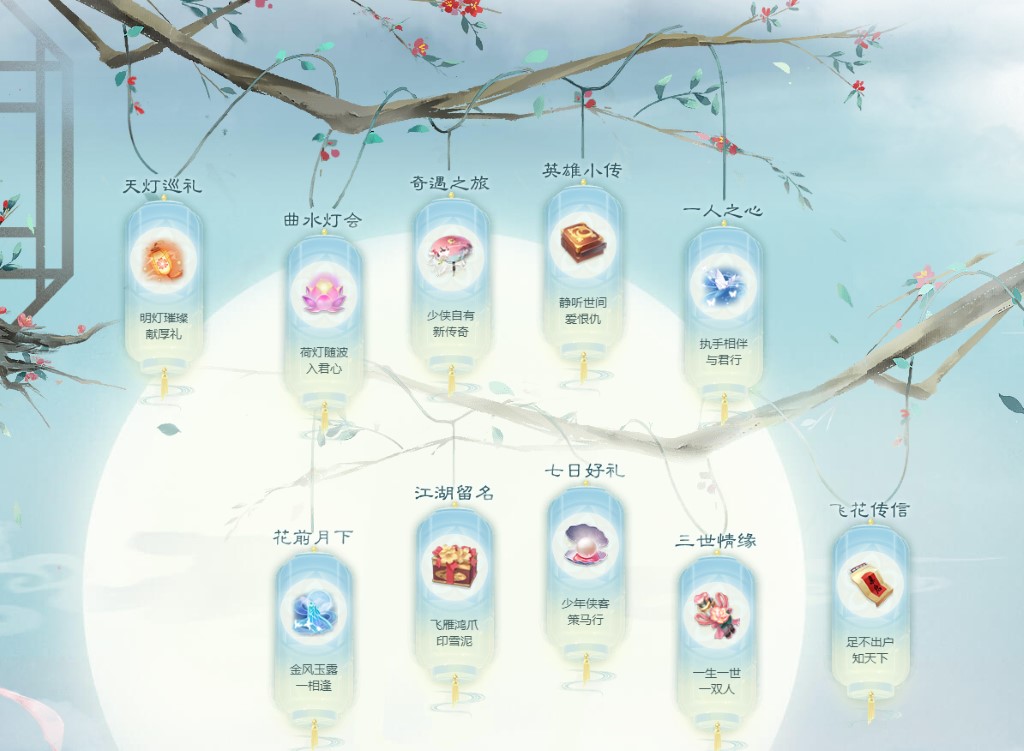 天灯巡礼
明灯璀璨
献厚礼
曲水灯会
荷灯随波
入君心
奇遇之旅
少侠自有
新传奇
英雄小传
静听世间
爱恨仇
一人之心
执手相伴
与君行
花前月下
金风玉露
一相逢
江湖留名
飞雁鸿爪
印雪泥
七日好礼
少年侠客
策马行
三世情缘
一生一世
一双人
飞花传信
足不出户
知天下